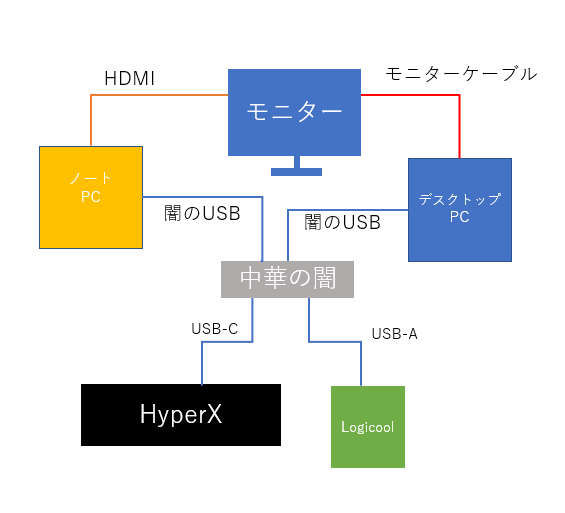 HDMI
モニターケーブル
モニター
ノート
PC
デスクトップ
PC
闇のUSB
闇のUSB
中華の闇
USB-C
USB-A
HyperX
Logicool